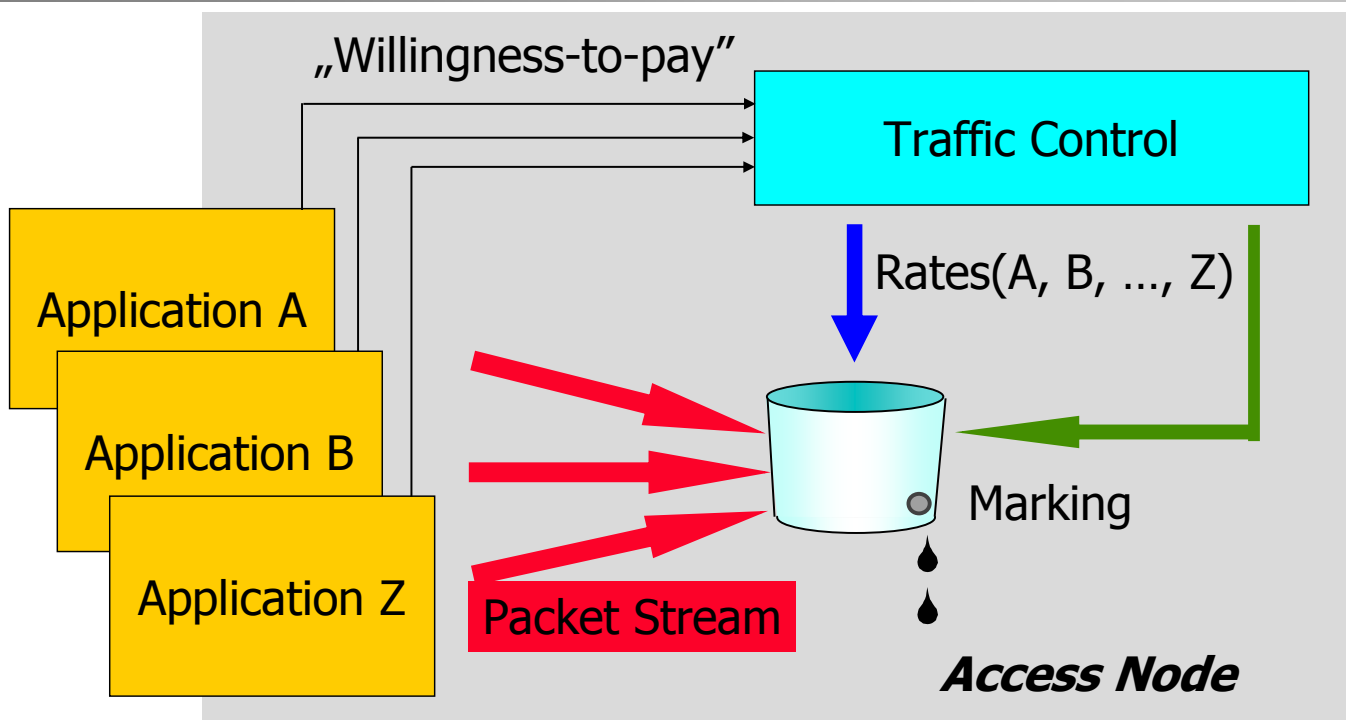 „Willingness-to-pay”
Traffic Control
Rates(A, B, …, Z)
Application A
Application B
Marking
Application Z
Packet Stream
Access Node